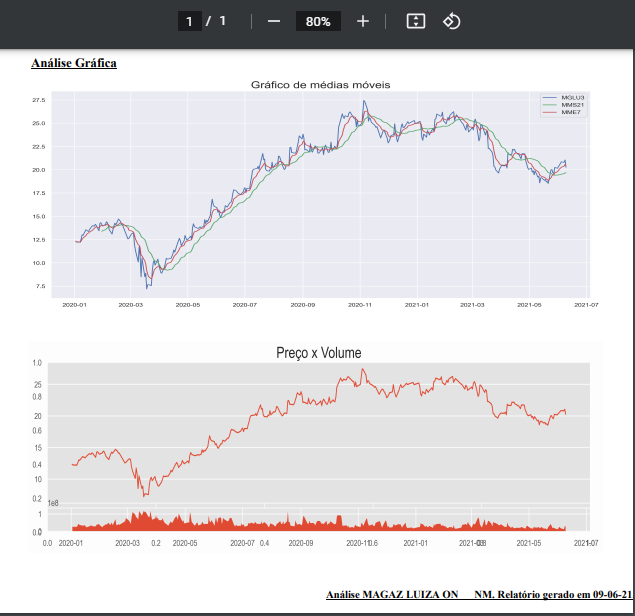 1 / 1 — 80% +
Análise Gráfica
Gráfico de médias móveis
MGLU3
MMS21
MME7
27.5
25.0
22.5
20.0
17.5
15.0
12.5
10.0
7.5
2020-01 2020-03 2020-05 2020-07 2020-09 2020-11 2021-01 2021-03 2021-05 2021-07
Preço x Volume
1.0
25
0.8
20
0.6
15
0.4
10
0.2
1e8
1
0.0
0.0 2020-01 2020-03 0.2 2020-05 2020-07 0.4 2020-09 2020-11 0.6 2021-01 2021-03 0.8 2021-05 2021-07
Análise MAGAZ LUIZA ON NM. Relatório gerado em 09-06-21